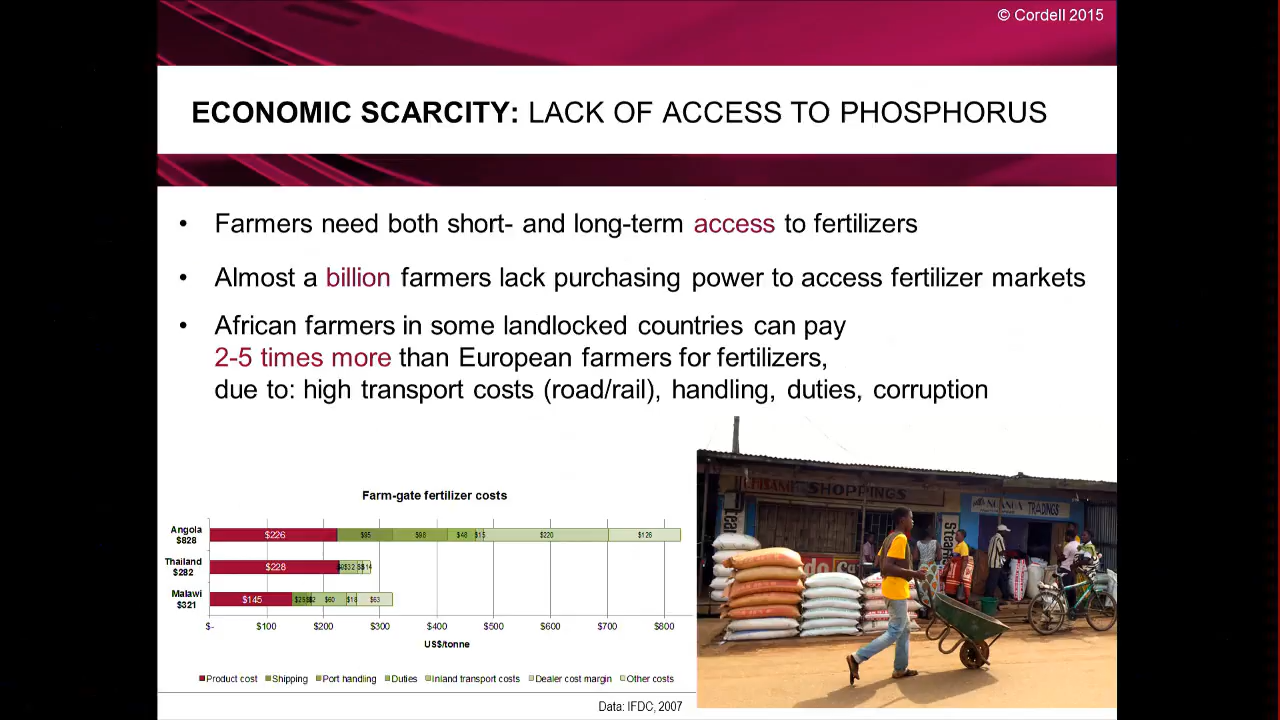 © Cordell 2015
ECONOMIC SCARCITY: LACK OF ACCESS TO PHOSPHORUS
• Farmers need both short- and long-term access to fertilizers
• Almost a billion farmers lack purchasing power to access fertilizer markets
• African farmers in some landlocked countries can pay
2-5 times more than European farmers for fertilizers,
due to: high transport costs (road/rail), handling, duties, corruption
Farm-gate fertilizer costs
Angola
$828
$226 $95 $98 $48 $15 $220 $126
Thailand
$282
$228 $14
Malawi
$321
$145 $25 $60 $18 $63
$- $100 $200 $300 $400 $500 $600 $700 $800
US$/tonne
Product cost Shipping Port handling Duties Inland transport costs Dealer cost margin Other costs
Data: IFDC, 2007
SHOPPINGS
TRADINGS